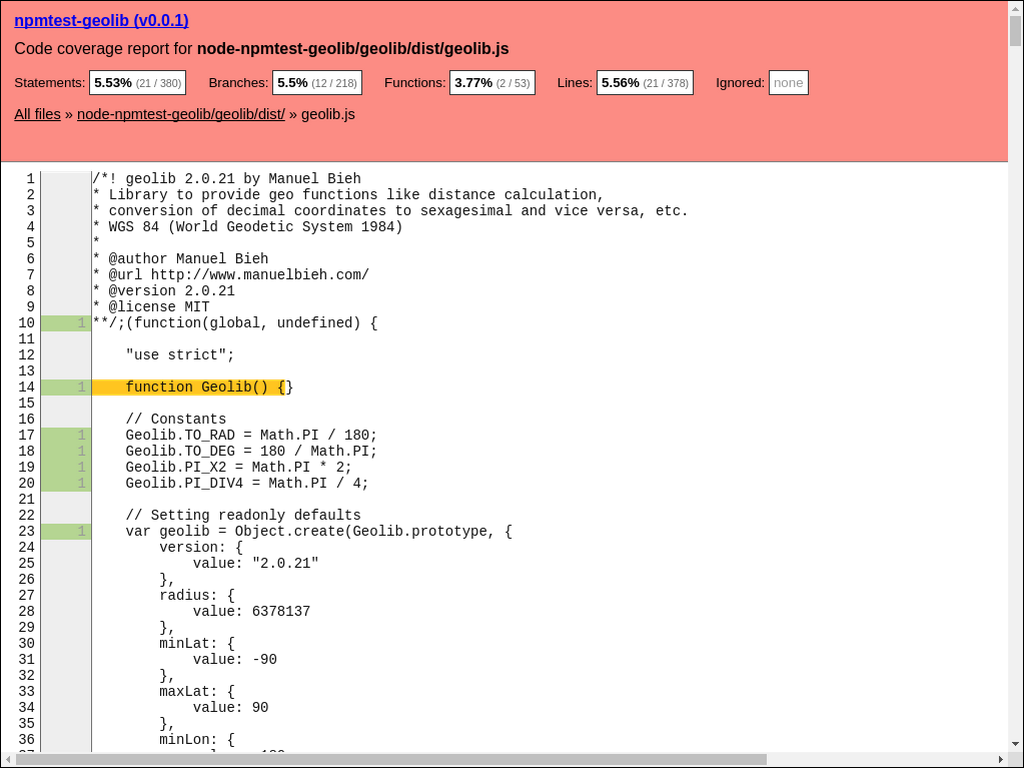 npmtest-geolib (v0.0.1)
Code coverage report for node-npmtest-geolib/geolib/dist/geolib.js
Statements: 5.53% (21 / 380) Branches: 5.5% (12 / 218) Functions: 3.77% (2 / 53) Lines: 5.56% (21 / 378) Ignored: none
All files » node-npmtest-geolib/geolib/dist/ » geolib.js
1 /*! geolib 2.0.21 by Manuel Bieh
2 * Library to provide geo functions like distance calculation,
3 * conversion of decimal coordinates to sexagesimal and vice versa, etc.
4 * WGS 84 (World Geodetic System 1984)
5 *
6 * @author Manuel Bieh
7 * @url http://www.manuelbieh.com/
8 * @version 2.0.21
9 * @license MIT
10 1 **/;(function(global, undefined) {
11
12 "use strict";
13
14 1 function Geolib() {}
15
16 // Constants
17 1 Geolib.TO_RAD = Math.PI / 180;
18 1 Geolib.TO_DEG = 180 / Math.PI;
19 1 Geolib.PI_X2 = Math.PI * 2;
20 1 Geolib.PI_DIV4 = Math.PI / 4;
21
22 // Setting readonly defaults
23 1 var geolib = Object.create(Geolib.prototype, {
24 version: {
25 value: "2.0.21"
26 },
27 radius: {
28 value: 6378137
29 },
30 minLat: {
31 value: -90
32 },
33 maxLat: {
34 value: 90
35 },
36 minLon: {